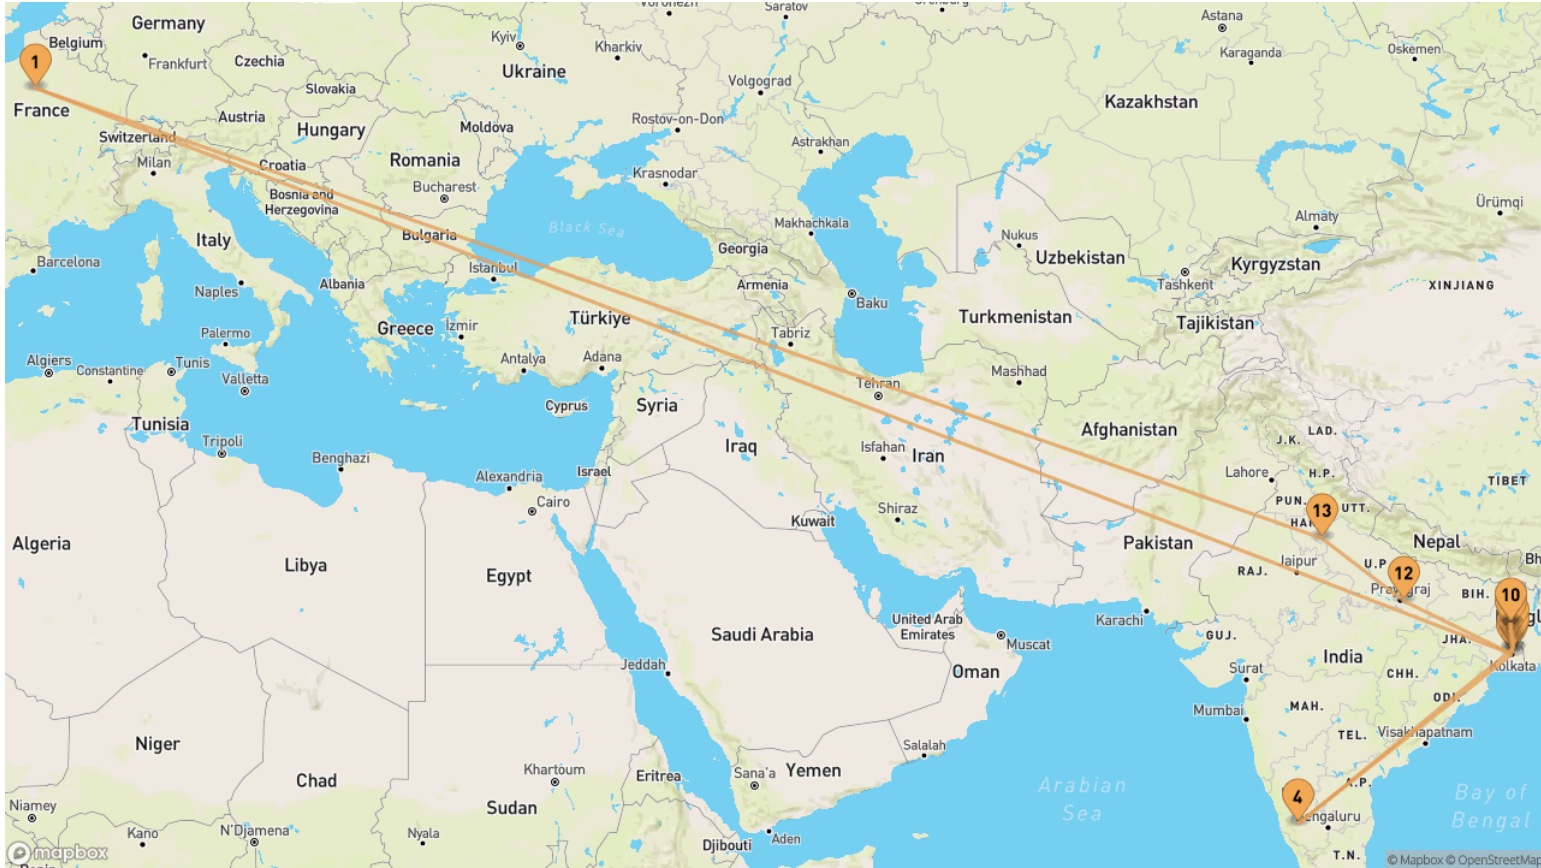 Germany
Belgium
Frankfurt
Czechia
Kyiv
Kharkiv
Ukraine
Voronezh
Saratov
Orenburg
Astana
Karaganda
Oskemen
1
France
Slovakia
Austria
Hungary
Moldova
Switzerland
Milan
Croatia
Romania
Bucharest
Bosnia and
Herzegovina
Volgograd
Rostov-on-Don
Astrakhan
Krasnodar
Kazakhstan
Makhachkala
Almaty
Ürümqi
Italy
Bulgaria
Black Sea
Georgia
Nukus
Uzbekistan
Kyrgyzstan
Barcelona
Naples
Albania
Istanbul
Armenia
Baku
Tashkent
XINJIANG
Greece
İzmir
Türkiye
Tabriz
Turkmenistan
Tajikistan
Palermo
Algiers
Constantine
Tunis
Valletta
Antalya
Adana
Tehran
Mashhad
Tunisia
Tripoli
Cyprus
Syria
Iraq
Isfahan
Iran
Afghanistan
LAD.
J.K.
Benghazi
Alexandria
Israel
Cairo
Lahore
H.P.
TIBET
Kuwait
Shiraz
PUN.
UTT.
13
Algeria
Libya
Egypt
Pakistan
Nepal
Jaipur
RAJ.
U.P.
12
BIH.
10
Saudi Arabia
United Arab
Emirates
Muscat
Karachi
GUJ.
India
JHA.
Kolkata
Jeddah
Oman
Surat
CHH.
Mumbai
MAH.
TEL.
Visakhapatnam
Niger
Chad
Khartoum
Sudan
Eritrea
Sana'a
Yemen
Salalah
Arabian
Sea
A.P.
4
Bay of
Bengal
Niamey
Kano
N'Djamena
Nyala
Djibouti
Aden
T.N.
mapbox
© Mapbox © OpenStreetMap